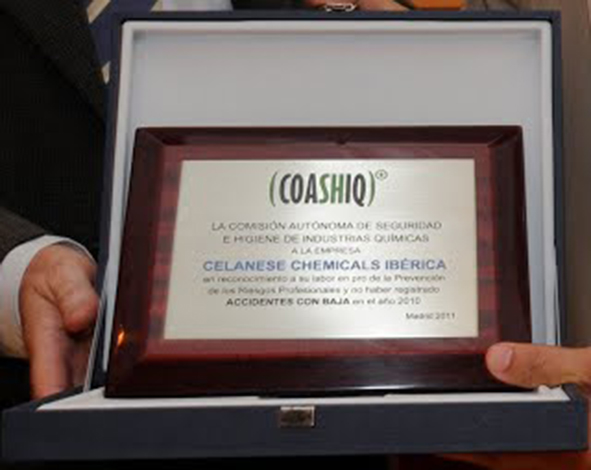 (COASHIQ)®
LA COMISIÓN AUTÓNOMA DE SEGURIDAD
E HIGIENE DE INDUSTRIAS QUÍMICAS
A LA EMPRESA
CELANESE CHEMICALS IBÉRICA
en reconocimiento a su labor en pro de la Prevención
de los Riesgos Profesionales y no haber registrado
ACCIDENTES CON BAJA en el año 2010
Madrid 2011